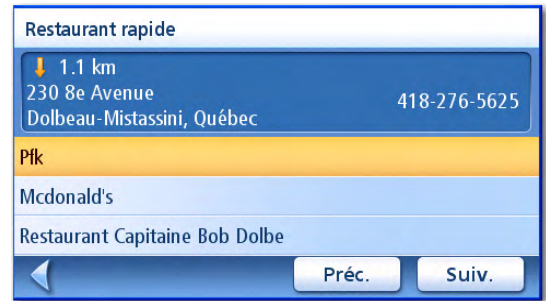 Restaurant rapide
1.1 km
230 8e Avenue
418-276-5625
Dolbeau-Mistassini, Québec
Pfk
Mcdonald's
Restaurant Capitaine Bob Dolbe
Préc.
Suiv.